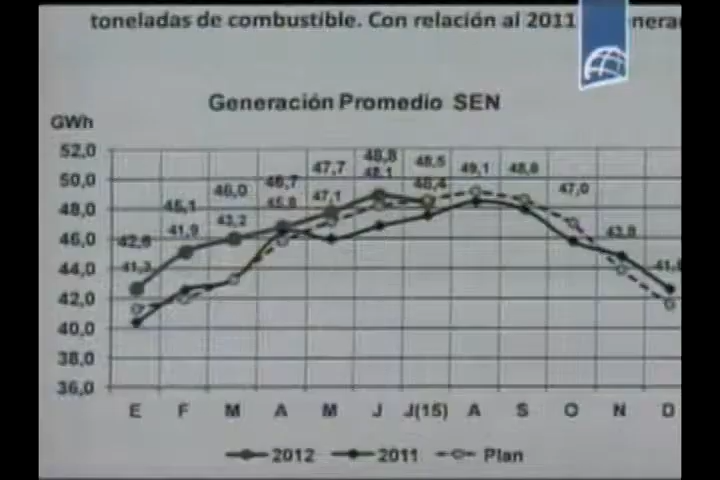 toneladas de combustible. Con relación al 2011
Generación Promedio SEN
GWh
52,0
50,0
48,0
46,0
44,0
42,0
40,0
38,0
36,0
42,6 45,1 46,0 46,7 47,7 48,8 48,5 49,1 48,6 47,0 43,8
41,3 41,9 43,2 45,8 47,1 48,1 48,4
E F M A M J J(15) A S O N D
2012 2011 Plan